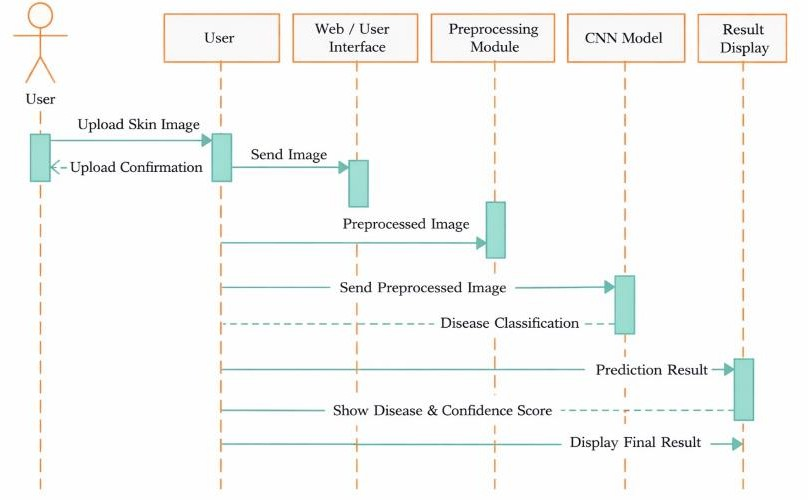 User
User
Web / User
Interface
Preprocessing
Module
CNN Model
Result
Display
Upload Skin Image
Upload Confirmation
Send Image
Preprocessed Image
Send Preprocessed Image
Disease Classification
Prediction Result
Show Disease & Confidence Score
Display Final Result